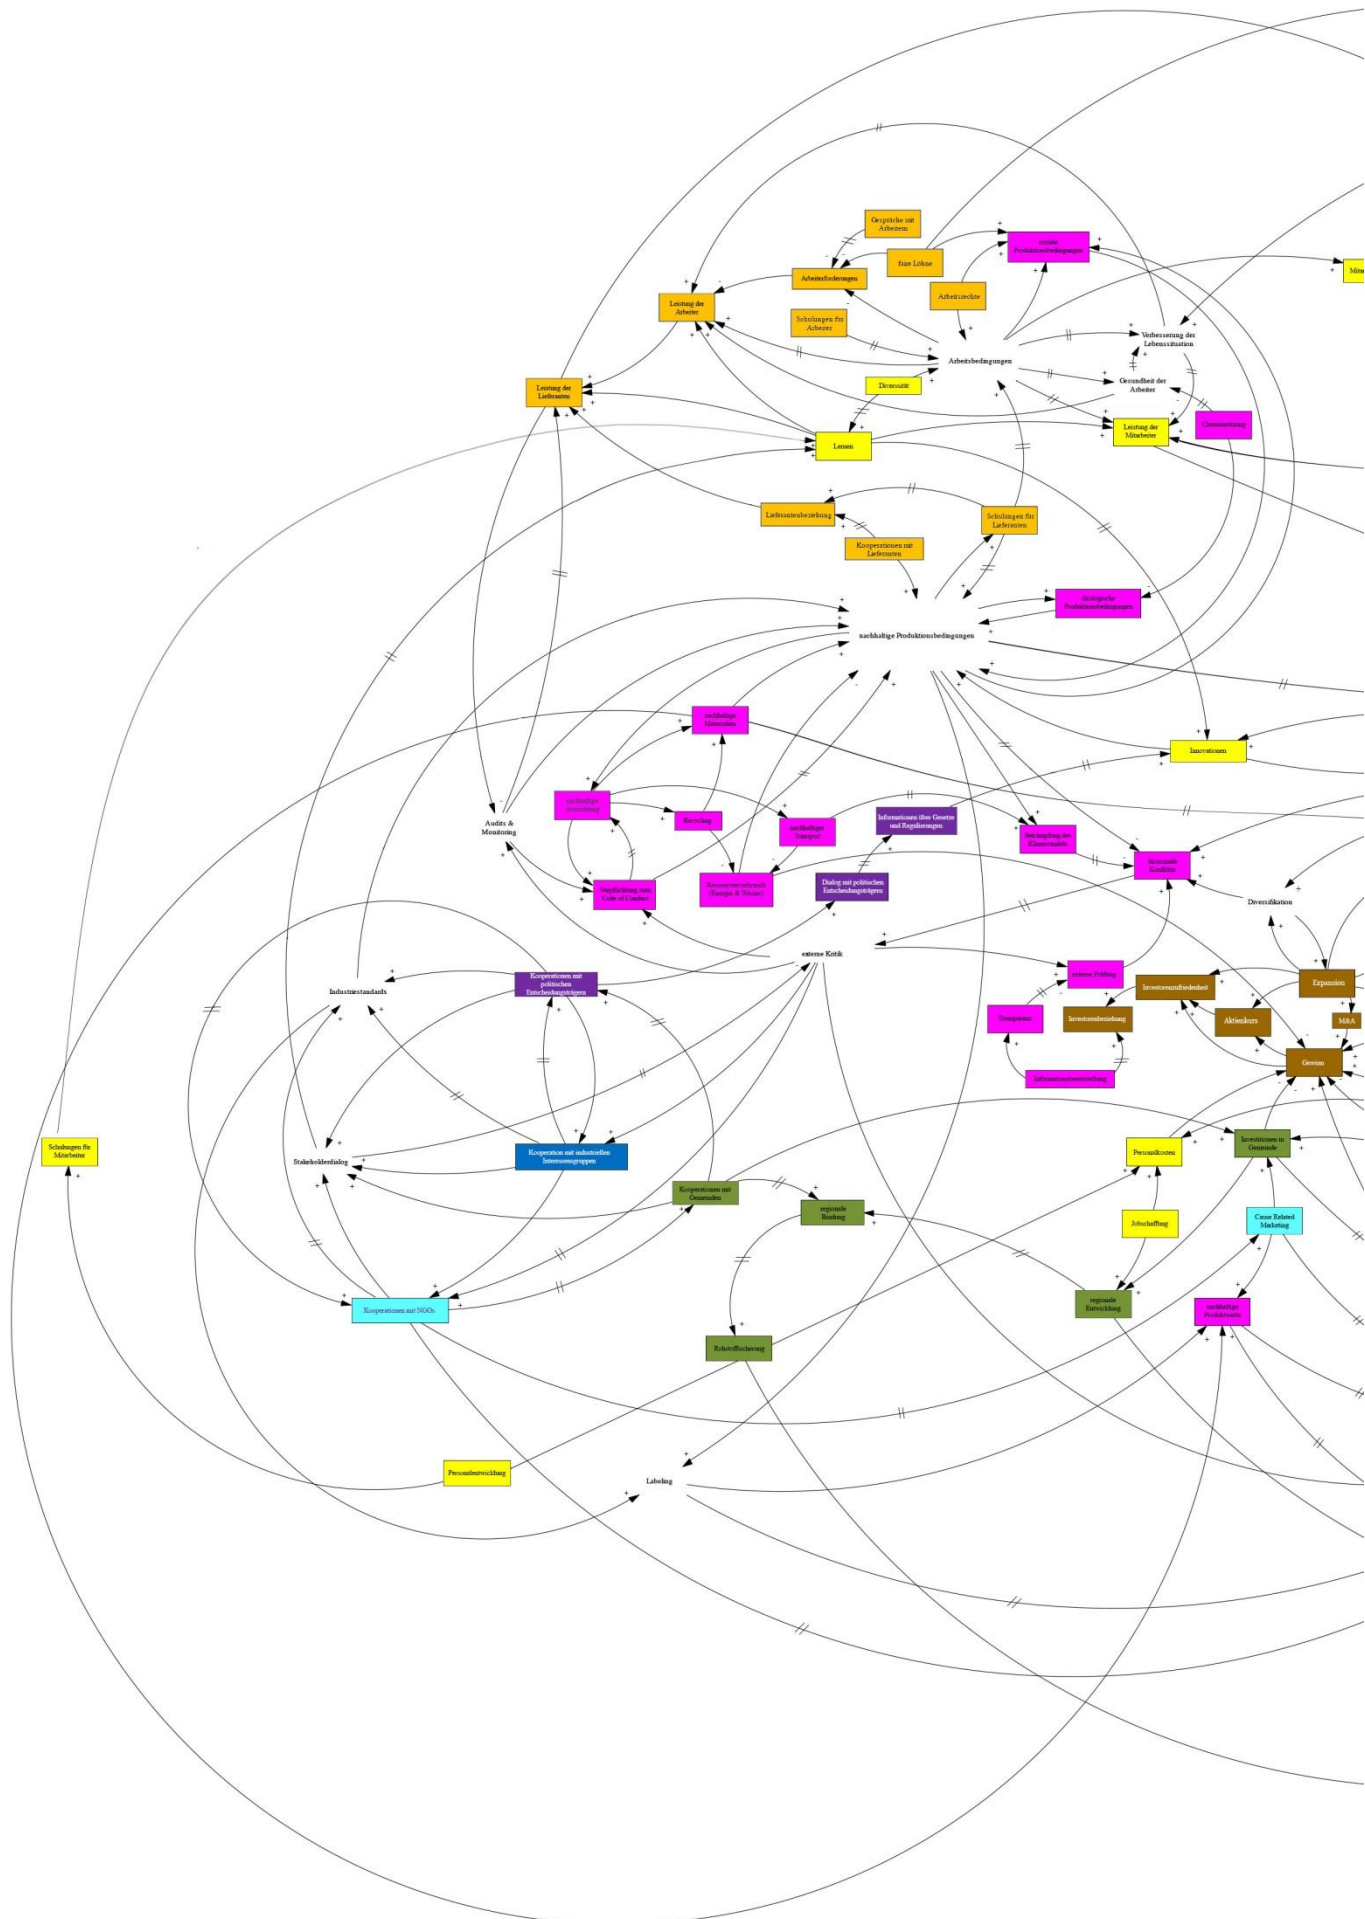 Gespräche mit
Arbeitern
faire Löhne
soziale
Produktionsbedingungen
Arbeiterforderungen
Arbeitsrechte
Leistung der
Arbeiter
Schulungen für
Arbeiter
Verbesserung der
Lebenssituation
Arbeitsbedingungen
Leistung der
Lieferanten
Diversität
Gesundheit der
Arbeiter
Leistung der
Mitarbeiter
Chemienutzung
Lernen
Lieferantenbeziehung
Schulungen für
Lieferanten
Kooperationen mit
Lieferanten
ökologische
Produktionsbedingungen
nachhaltige Produktionsbedingungen
nachhaltige
Materialien
Innovationen
nachhaltige
Audits &
Monitoring
Recycling
nachhaltiger
Transport
Informationen über Gesetze
und Regulierungen
Bekämpfung des
Klimawandels
Konflikte
Verpflichtung zum
Code of Conduct
Ressourcenverbrauch
(Energie & Wasser)
Dialog mit politischen
Entscheidungsträgern
Diversifikation
externe Kritik
Industriestandards
Kooperationen mit
politischen
Entscheidungsträgern
externe Prüfung
Investorenzufriedenheit
Expansion
Transparenz
Investorenbeziehung
Aktienkurs
M&A
Gewinn
Informationsbereitstellung
Schulungen für
Mitarbeiter
Stakeholderdialog
Kooperation mit industriellen
Interessensgruppen
Personalkosten
Investitionen in
Gemeinde
Kooperationen mit
Gemeinden
regionale
Bindung
Jobschaffung
Cause Related
Marketing
Kooperationen mit NGOs
regionale
Entwicklung
nachhaltige
Produktwerte
Rohstoffsicherung
Personalentwicklung
Labeling